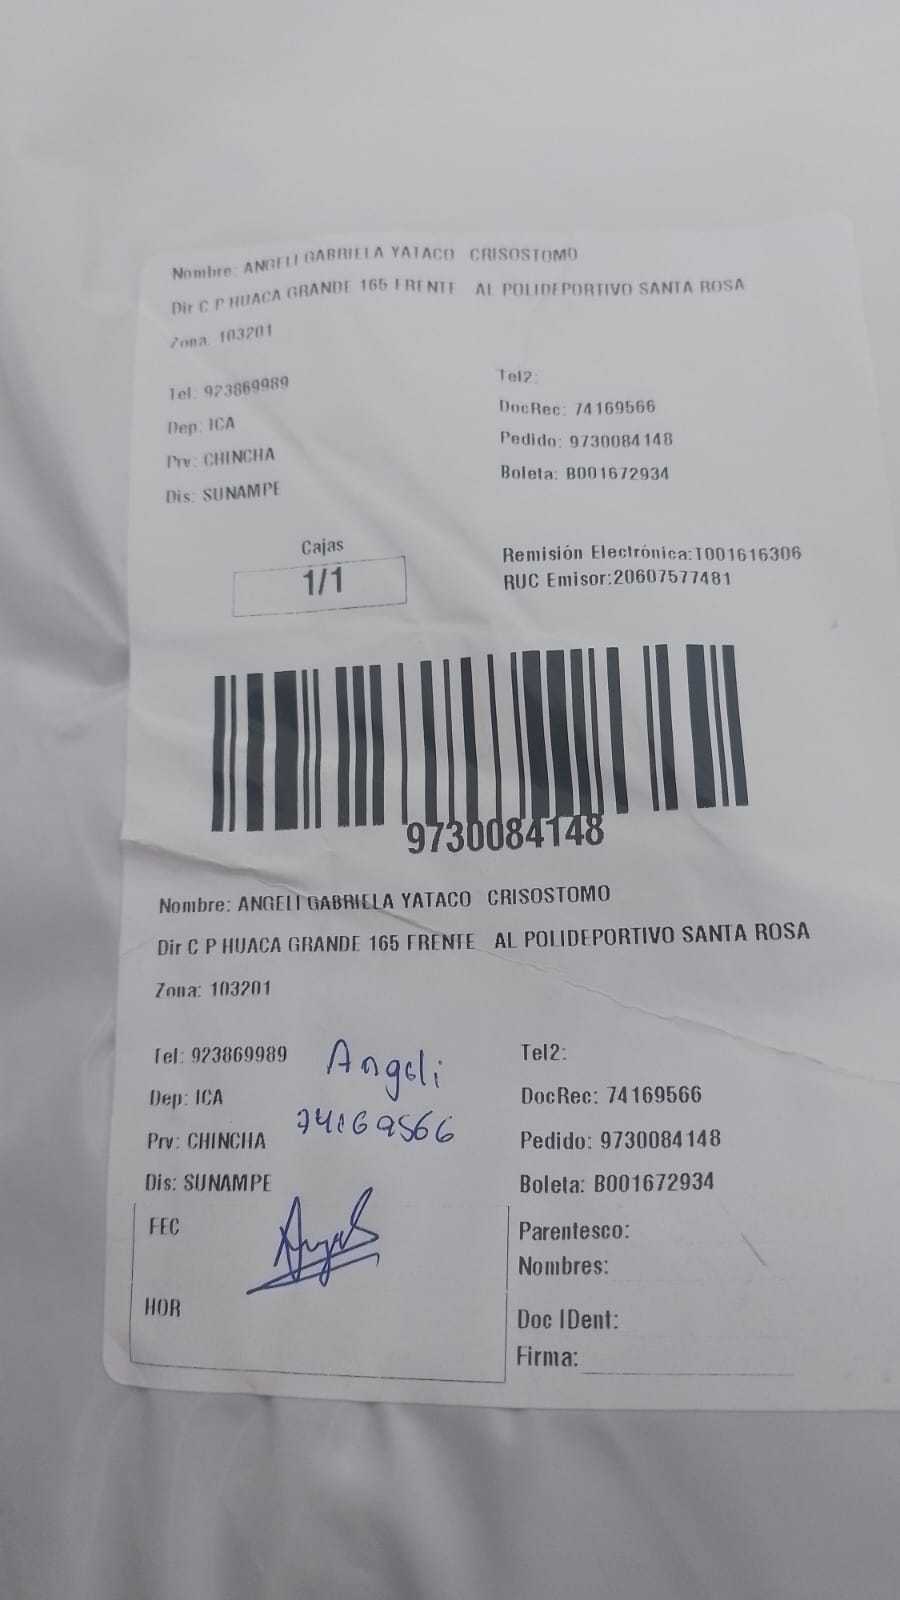 Nombre: ANGELI GABRIELA YATACO CRISOSTOMO
Dir C P HUACA GRANDE 165 FRENTE AL POLIDEPORTIVO SANTA ROSA
Zona: 103201
Tel: 923869989
Tel2:
Dep: ICA
DocRec: 74169566
Prv: CHINCHA
Pedido: 9730084148
Dis: SUNAMPE
Boleta: B001672934
Cajas
1/1
Remisión Electrónica:T001616306
RUC Emisor:20607577481
9730084148
Nombre: ANGELI GABRIELA YATACO CRISOSTOMO
Dir C P HUACA GRANDE 165 FRENTE AL POLIDEPORTIVO SANTA ROSA
Zona: 103201
Tel: 923869989
Angeli
Tel2:
Dep: ICA
DocRec: 74169566
Prv: CHINCHA
74169566
Pedido: 9730084148
Dis: SUNAMPE
Boleta: B001672934
FEC
Parentesco:
Nombres:
HOR
Doc IDent:
Firma: